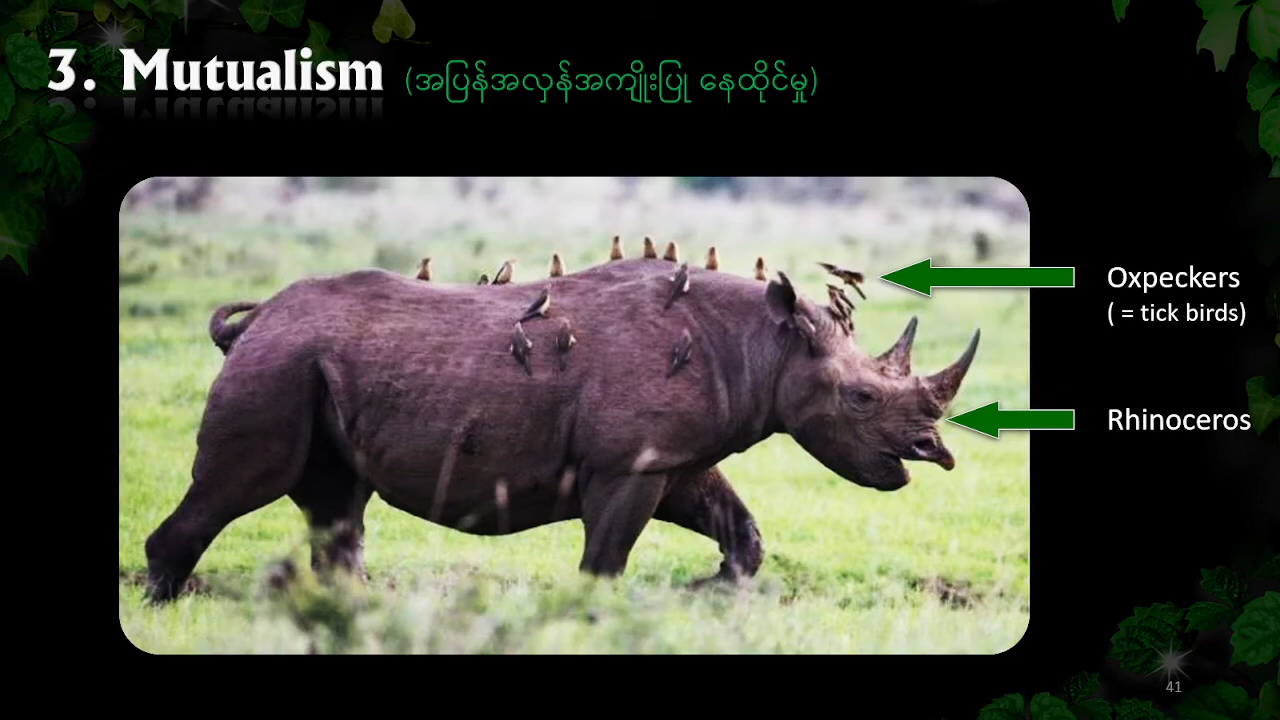 3. Mutualism (အပြန်အလှန်အကျိုးပြု နေထိုင်မှု)
Oxpeckers
( = tick birds)
Rhinoceros
41